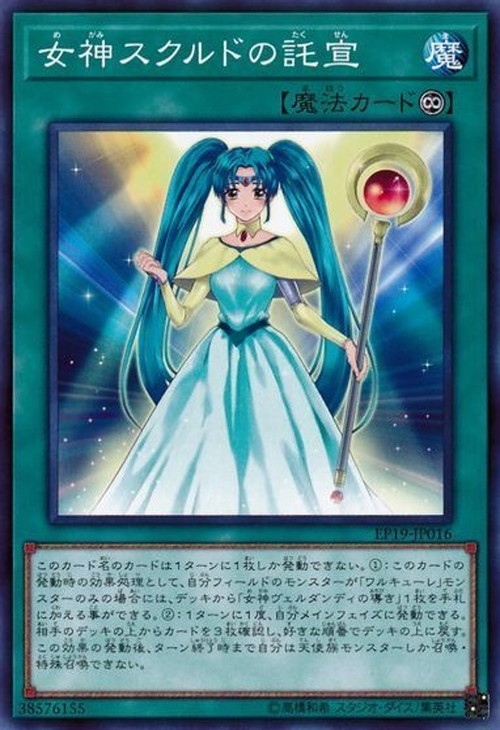 女神スクルドの託宣
魔
【魔法カード】
EP19-JP016
このカード名のカードは1ターンに1枚しか発動できない。①：このカードの
発動時の効果処理として、自分フィールドのモンスターが「ワルキューレ」モン
スターのみの場合には、デッキから「女神ヴェルダンディの導き」1枚を手札
に加える事ができる。②：1ターンに1度、自分メインフェイズに発動できる。
相手のデッキの上からカードを3枚確認し、好きな順番でデッキの上に戻す。
この効果の発動後、ターン終了時まで自分は天使族モンスターしか召喚・
特殊召喚できない。
38576155
©高橋和希 スタジオ・ダイス/集英社